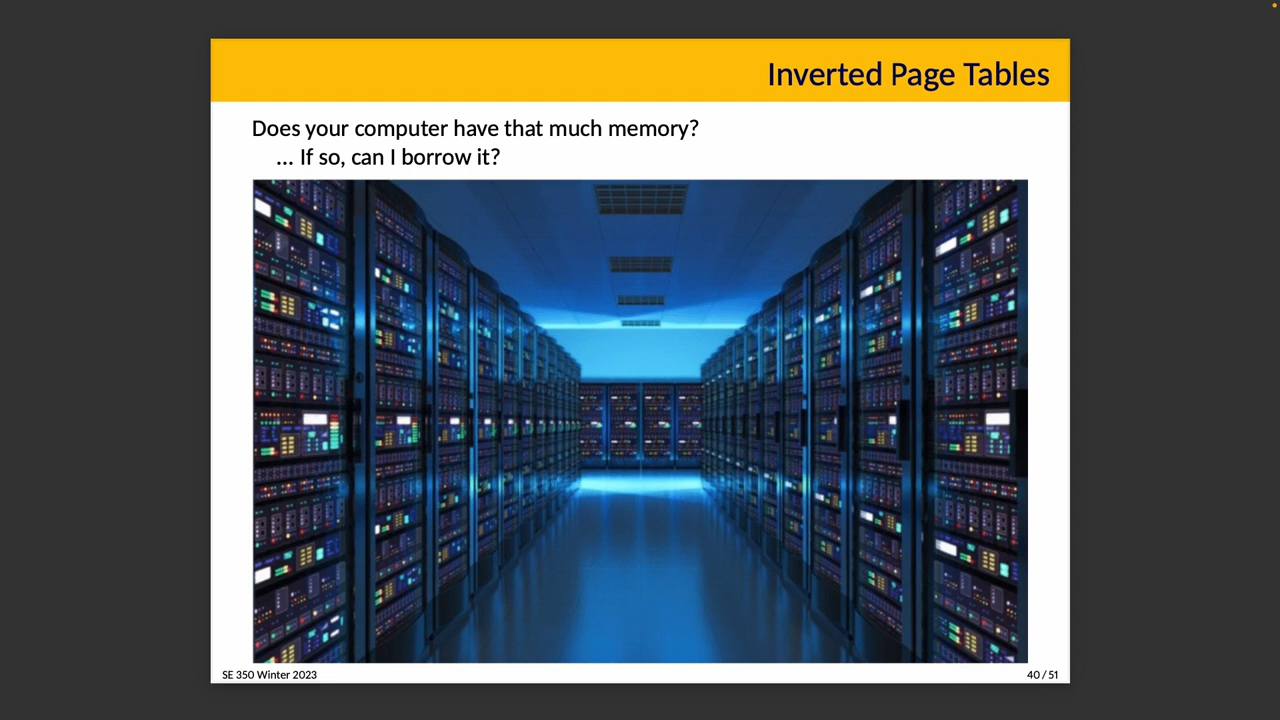 Inverted Page Tables
Does your computer have that much memory?
... If so, can I borrow it?
SE 350 Winter 2023
40 / 51